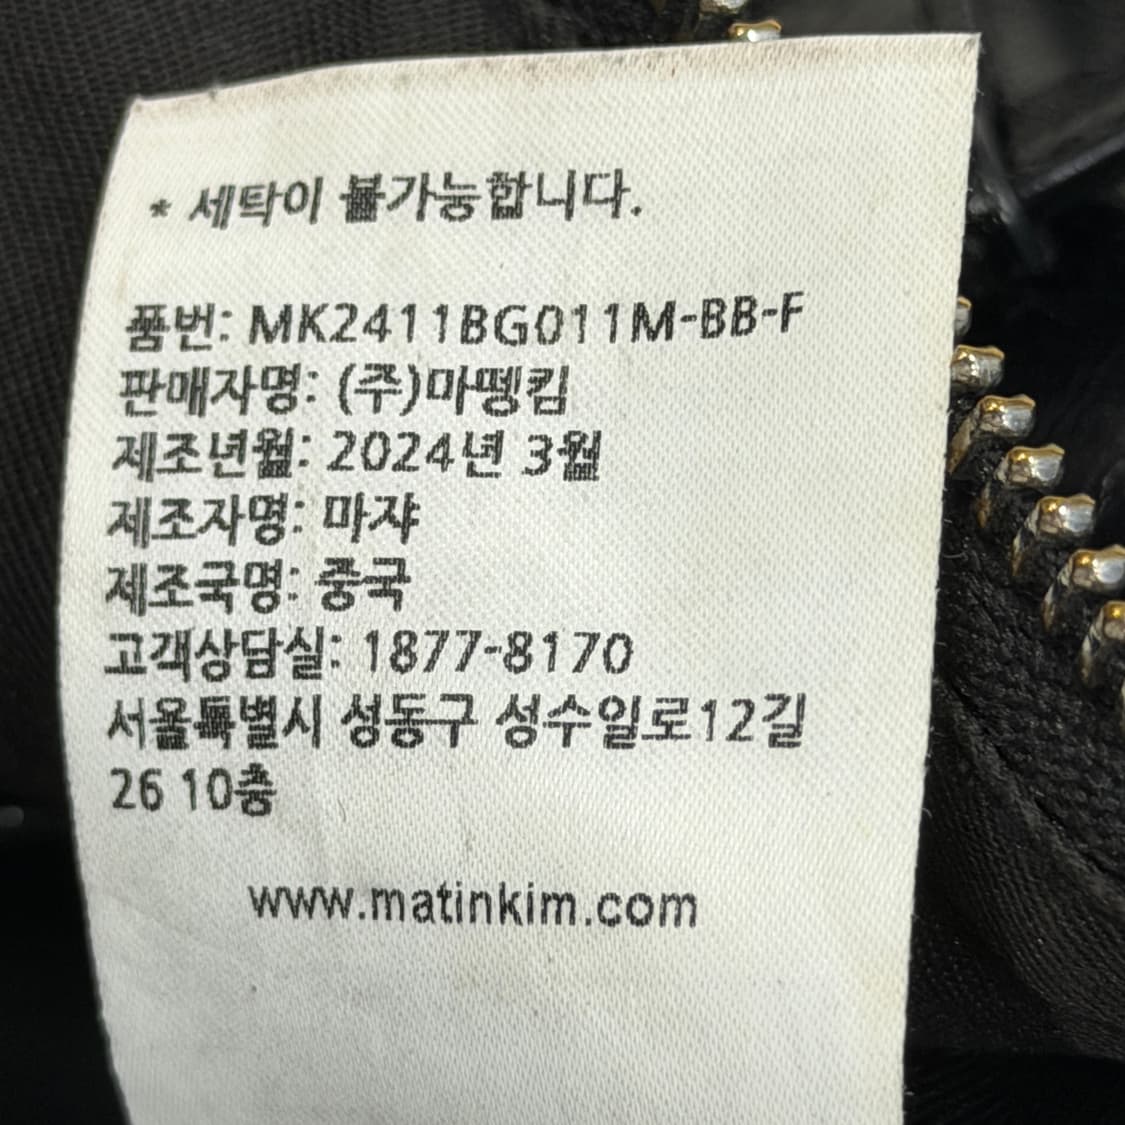 * 세탁이 불가능합니다.
품번: MK2411BG011M-BB-F
판매자명: (주)마뗑킴
제조년월: 2024년 3월
제조자명: 마쟈
제조국명: 중국
고객상담실: 1877-8170
서울특별시 성동구 성수일로12길
26 10층
www.matinkim.com